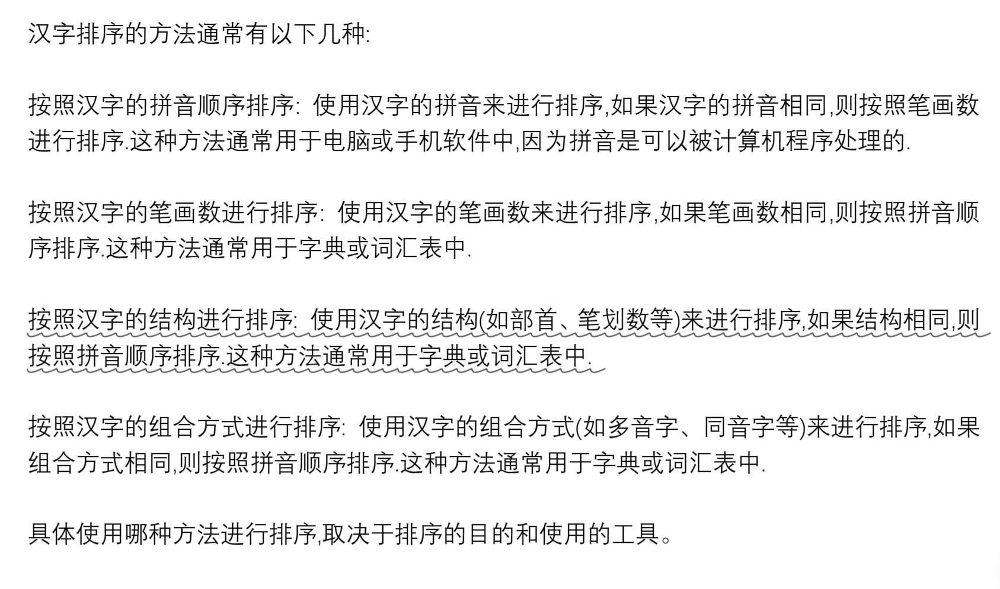 汉字排序的方法通常有以下几种:
按照汉字的拼音顺序排序: 使用汉字的拼音来进行排序,如果汉字的拼音相同,则按照笔画数
进行排序.这种方法通常用于电脑或手机软件中,因为拼音是可以被计算机程序处理的.
按照汉字的笔画数进行排序: 使用汉字的笔画数来进行排序,如果笔画数相同,则按照拼音顺
序排序.这种方法通常用于字典或词汇表中.
按照汉字的结构进行排序: 使用汉字的结构(如部首、笔划数等)来进行排序,如果结构相同,则
按照拼音顺序排序.这种方法通常用于字典或词汇表中.
按照汉字的组合方式进行排序: 使用汉字的组合方式(如多音字、同音字等)来进行排序,如果
组合方式相同,则按照拼音顺序排序.这种方法通常用于字典或词汇表中.
具体使用哪种方法进行排序,取决于排序的目的和使用的工具。